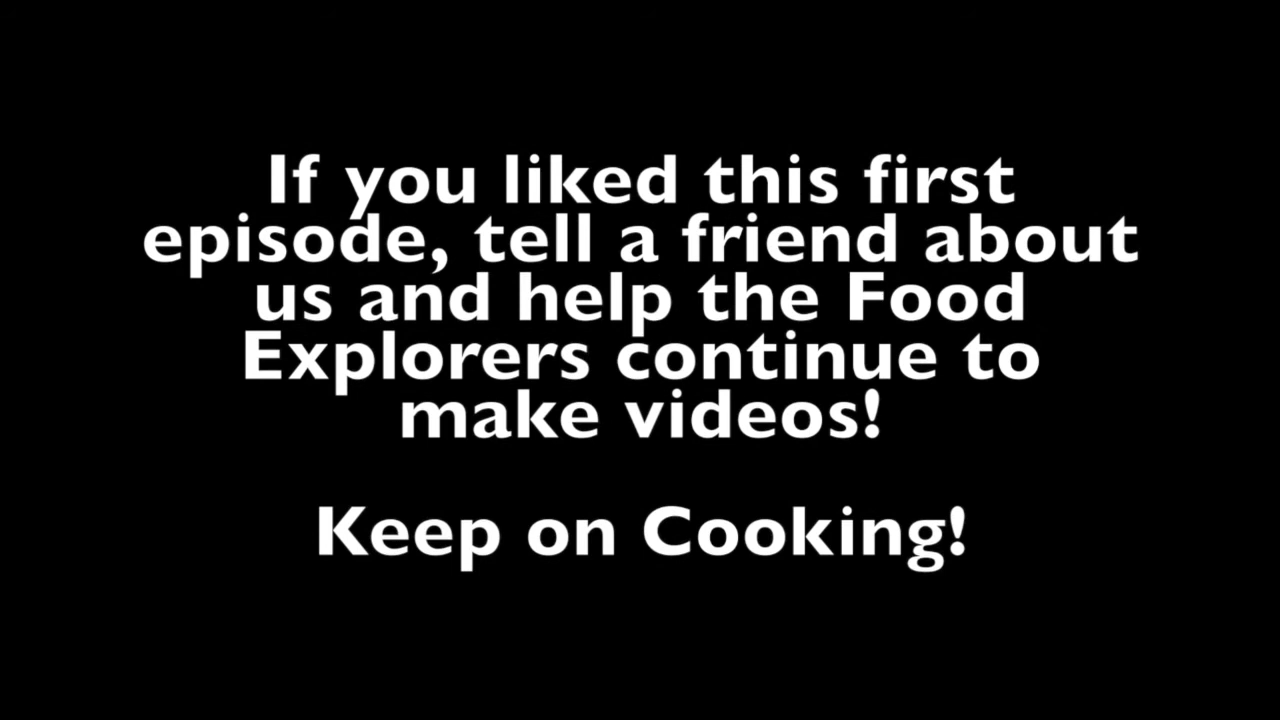 If you liked this first
episode, tell a friend about
us and help the Food
Explorers continue to
make videos!
Keep on Cooking!